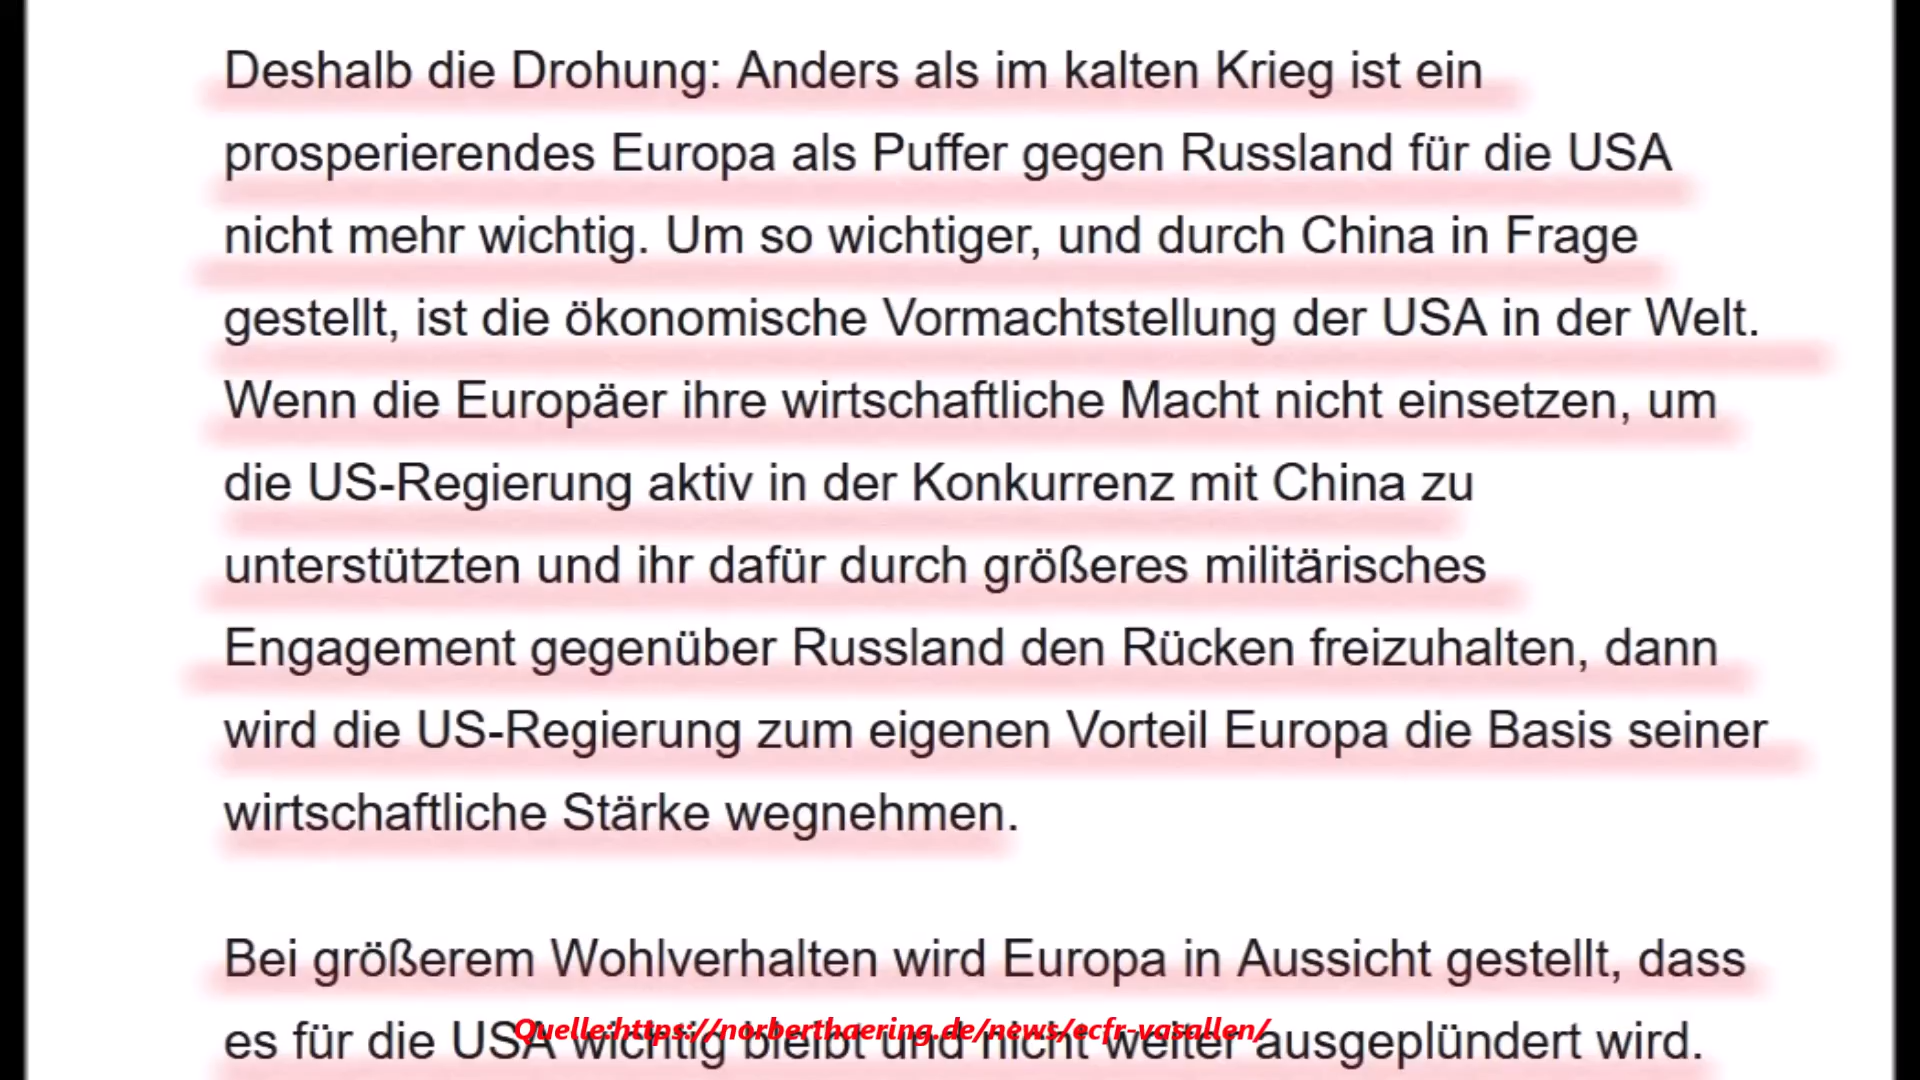 Deshalb die Drohung: Anders als im kalten Krieg ist ein
prosperierendes Europa als Puffer gegen Russland für die USA
nicht mehr wichtig. Um so wichtiger, und durch China in Frage
gestellt, ist die ökonomische Vormachtstellung der USA in der Welt.
Wenn die Europäer ihre wirtschaftliche Macht nicht einsetzen, um
die US-Regierung aktiv in der Konkurrenz mit China zu
unterstützten und ihr dafür durch größeres militärisches
Engagement gegenüber Russland den Rücken freizuhalten, dann
wird die US-Regierung zum eigenen Vorteil Europa die Basis seiner
wirtschaftliche Stärke wegnehmen.
Bei größerem Wohlverhalten wird Europa in Aussicht gestellt, dass
es für die USA wichtig bleibt und nicht weiter ausgeplündert wird.
Quelle:https://norberthaering.de/news/ecfr-vasallen/